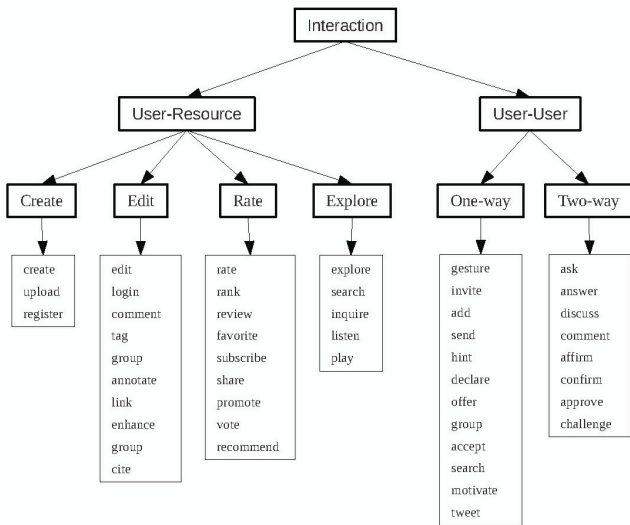 Interaction
User-Resource
User-User
Create
Edit
Rate
Explore
One-way
Two-way
create
upload
register
edit
login
comment
tag
group
annotate
link
enhance
group
cite
rate
rank
review
favorite
subscribe
share
promote
vote
recommend
explore
search
inquire
listen
play
gesture
invite
add
send
hint
declare
offer
group
accept
search
motivate
tweet
ask
answer
discuss
comment
affirm
confirm
approve
challenge